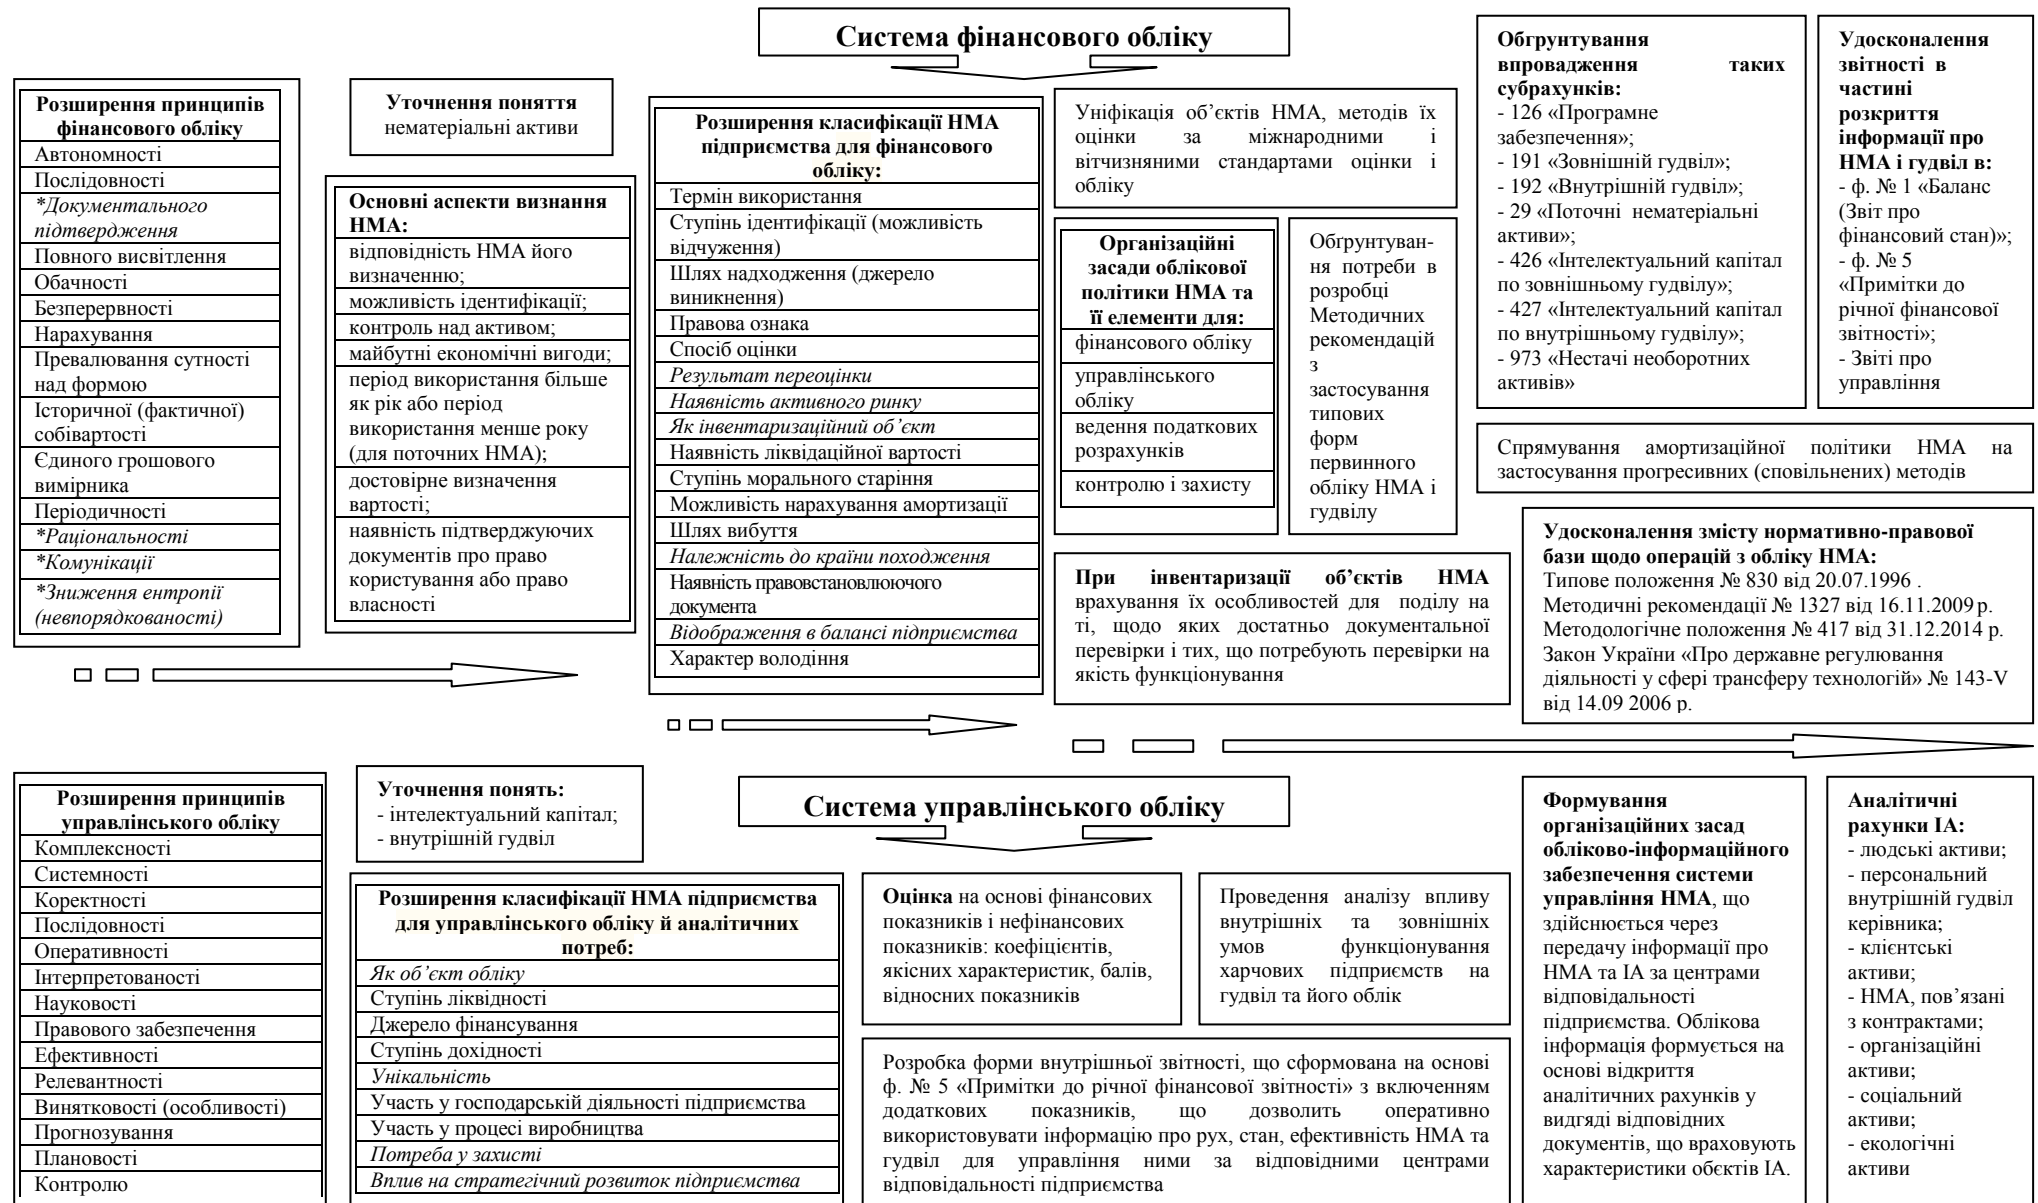 Система фінансового обліку
Розширення принципів
фінансового обліку
Автономності
Послідовності
*Документального
підтвердження
Повного висвітлення
Обачності
Безперервності
Нарахування
Превалювання сутності
над формою
Історичної (фактичної)
собівартості
Єдиного грошового
вимірника
Періодичності
*Раціональності
*Комунікації
*Зниження ентропії
(невпорядкованості)
Уточнення поняття
нематеріальні активи
Основні аспекти визнання
НМА:
відповідність НМА його
визначенню;
можливість ідентифікації;
контроль над активом;
майбутні економічні вигоди;
період використання більше
як рік або період
використання менше року
(для поточних НМА);
достовірне визначення
вартості;
наявність підтверджуючих
документів про право
користування або право
власності
Розширення класифікації НМА
підприємства для фінансового
обліку:
Термін використання
Ступінь ідентифікації (можливість
відчуження)
Шлях надходження (джерело
виникнення)
Правова ознака
Спосіб оцінки
Результат переоцінки
Наявність активного ринку
Як інвентаризаційний об’єкт
Наявність ліквідаційної вартості
Ступінь морального старіння
Можливість нарахування амортизації
Шлях вибуття
Належність до країни походження
Наявність правовстановлюючого
документа
Відображення в балансі підприємства
Характер володіння
Уніфікація об’єктів НМА, методів їх
оцінки за міжнародними і
вітчизняними стандартами оцінки і
обліку
Організаційні
засади облікової
політики НМА та
її елементи для:
фінансового обліку
управлінського
обліку
ведення податкових
розрахунків
контролю і захисту
Обґрунтуван-
ня потреби в
розробці
Методичних
рекомендацій
з
застосування
типових
форм
первинного
обліку НМА і
гудвілу
При інвентаризації об’єктів НМА
врахування їх особливостей для поділу на
ті, щодо яких достатньо документальної
перевірки і тих, що потребують перевірки на
якість функціонування
Обгрунтування
впровадження таких
субрахунків:
- 126 «Програмне
забезпечення»;
- 191 «Зовнішній гудвіл»;
- 192 «Внутрішній гудвіл»;
- 29 «Поточні нематеріальні
активи»;
- 426 «Інтелектуальний капітал
по зовнішньому гудвілу»;
- 427 «Інтелектуальний капітал
по внутрішньому гудвілу»;
- 973 «Нестачі необоротних
активів»
Удосконалення
звітності в
частині
розкриття
інформації про
НМА і гудвіл в:
- ф. № 1 «Баланс
(Звіт про
фінансовий стан)»;
- ф. № 5
«Примітки до
річної фінансової
звітності»;
- Звіті про
управління
Спрямування амортизаційної політики НМА на
застосування прогресивних (сповільнених) методів
Удосконалення змісту нормативно-правової
бази щодо операцій з обліку НМА:
Типове положення № 830 від 20.07.1996 .
Методичні рекомендації № 1327 від 16.11.2009 р.
Методологічне положення № 417 від 31.12.2014 р.
Закон України «Про державне регулювання
діяльності у сфері трансферу технологій» № 143-V
від 14.09 2006 р.
Система управлінського обліку
Розширення принципів
управлінського обліку
Комплексності
Системності
Коректності
Послідовності
Оперативності
Інтерпретованості
Науковості
Правового забезпечення
Ефективності
Релевантності
Винятковості (особливості)
Прогнозування
Плановості
Контролю
Уточнення понять:
- інтелектуальний капітал;
- внутрішній гудвіл
Розширення класифікації НМА підприємства
для управлінського обліку й аналітичних
потреб:
Як об’єкт обліку
Ступінь ліквідності
Джерело фінансування
Ступінь дохідності
Унікальність
Участь у господарській діяльності підприємства
Участь у процесі виробництва
Потреба у захисті
Вплив на стратегічний розвиток підприємства
Оцінка на основі фінансових
показників і нефінансових
показників: коефіцієнтів,
якісних характеристик, балів,
відносних показників
Проведення аналізу впливу
внутрішніх та зовнішніх
умов функціонування
харчових підприємств на
гудвіл та його облік
Розробка форми внутрішньої звітності, що сформована на основі
ф. № 5 «Примітки до річної фінансової звітності» з включенням
додаткових показників, що дозволить оперативно
використовувати інформацію про рух, стан, ефективність НМА та
гудвіл для управління ними за відповідними центрами
відповідальності підприємства
Формування
організаційних засад
обліково-інформаційного
забезпечення системи
управління НМА, що
здійснюється через
передачу інформації про
НМА та ІА за центрами
відповідальності
підприємства. Облікова
інформація формується на
основі відкриття
аналітичних рахунків у
видгяді відповідних
документів, що враховують
характеристики обєктів ІА.
Аналітичні
рахунки ІА:
- людські активи;
- персональний
внутрішній гудвіл
керівника;
- клієнтські
активи;
- НМА, пов’язані
з контрактами;
- організаційні
активи;
- соціальний
активи;
- екологічні
активи